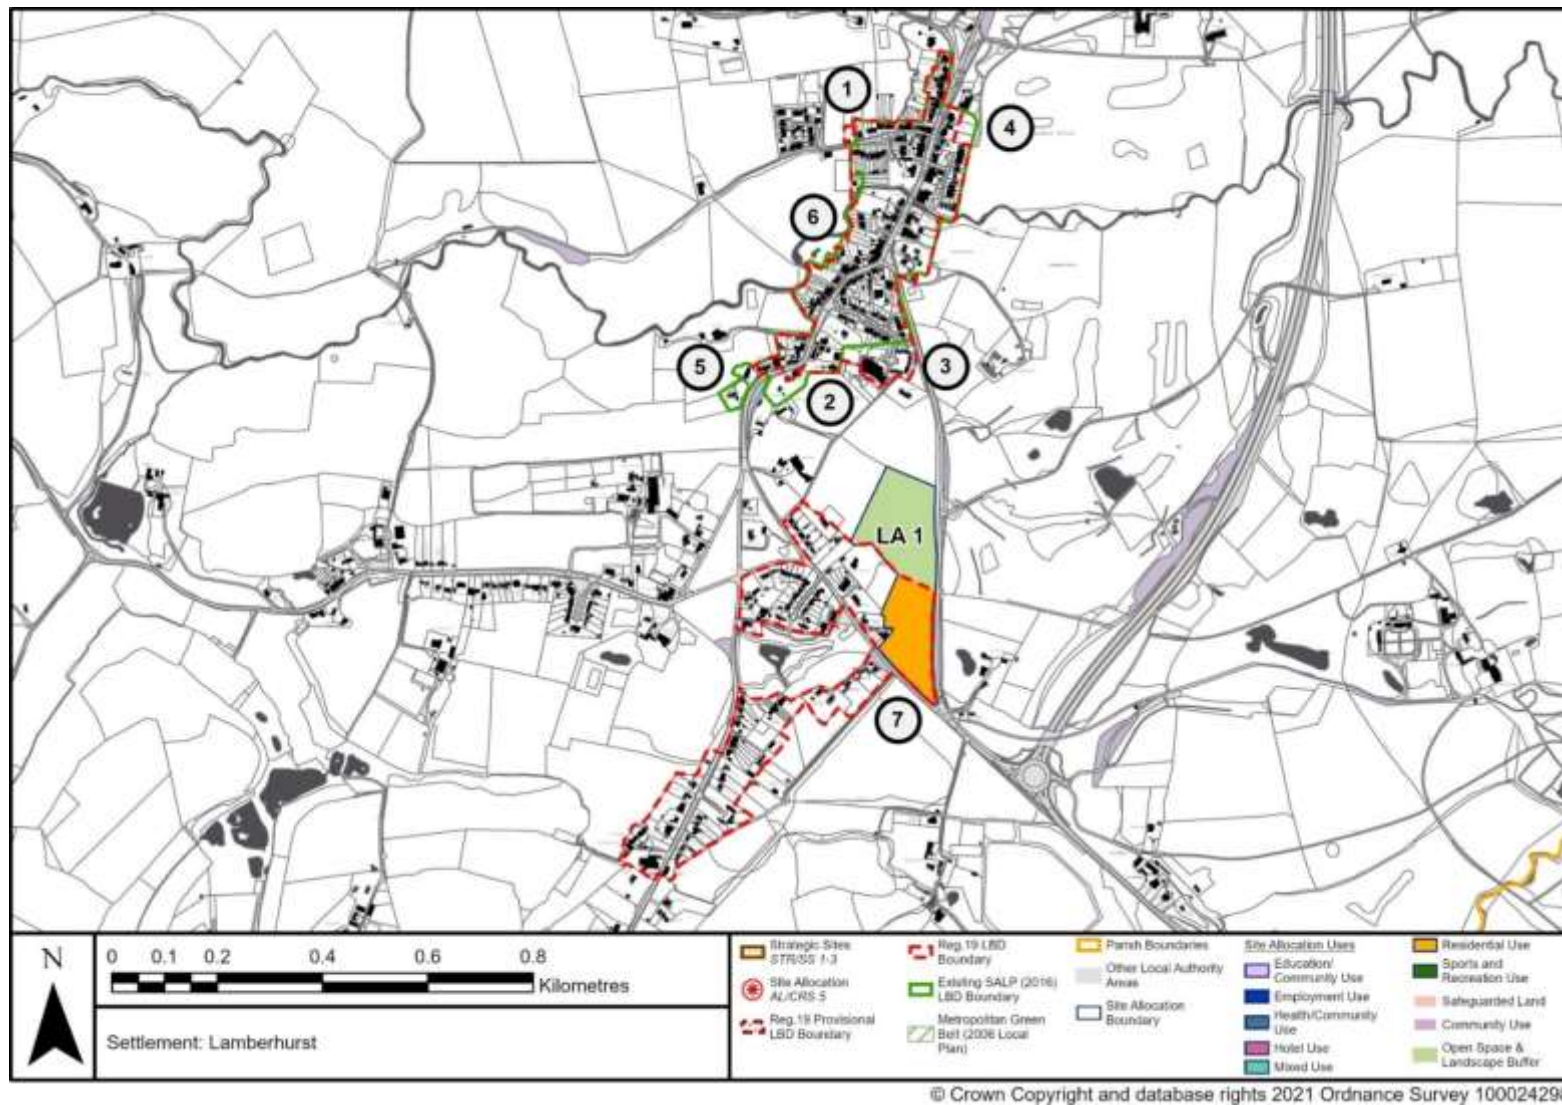 1
4
6
5
3
2
LA 1
7
N
0 0.1 0.2 0.4 0.6 0.8
Kilometres
Settlement: Lamberhurst
Strategic Sites
STR/SS 1-3
Site Allocation
AL/CRS 5
Reg.19 Provisional
LBD Boundary
Reg.19 LBD
Boundary
Existing SALP (2016)
LBD Boundary
Metropolitan Green
Belt (2006 Local
Plan)
Parish Boundaries
Other Local Authority
Areas
Site Allocation
Boundary
Site Allocation Uses
Education/
Community Use
Employment Use
Health/Community
Use
Hotel Use
Mixed Use
Residential Use
Sports and
Recreation Use
Safeguarded Land
Community Use
Open Space &
Landscape Buffer
© Crown Copyright and database rights 2021 Ordnance Survey 10002429